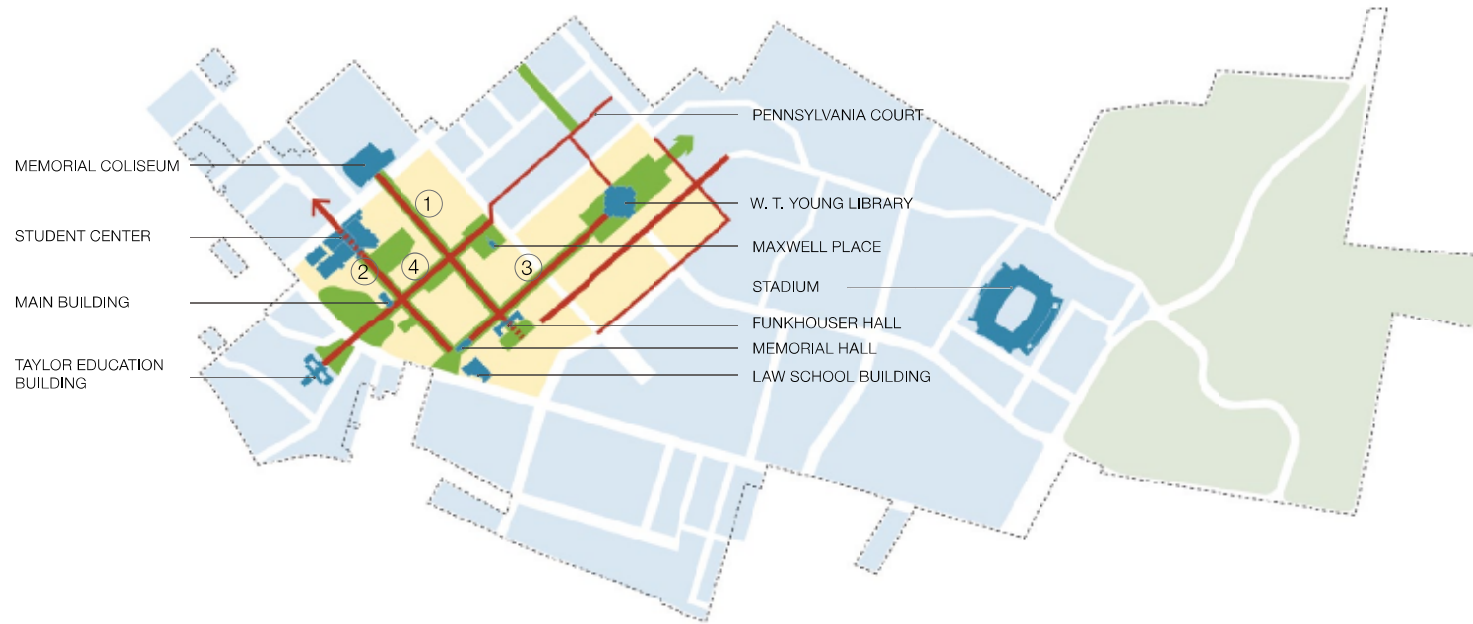 MEMORIAL COLISEUM
STUDENT CENTER
MAIN BUILDING
TAYLOR EDUCATION
BUILDING
1
2
4
3
PENNSYLVANIA COURT
W. T. YOUNG LIBRARY
MAXWELL PLACE
STADIUM
FUNKHOUSER HALL
MEMORIAL HALL
LAW SCHOOL BUILDING